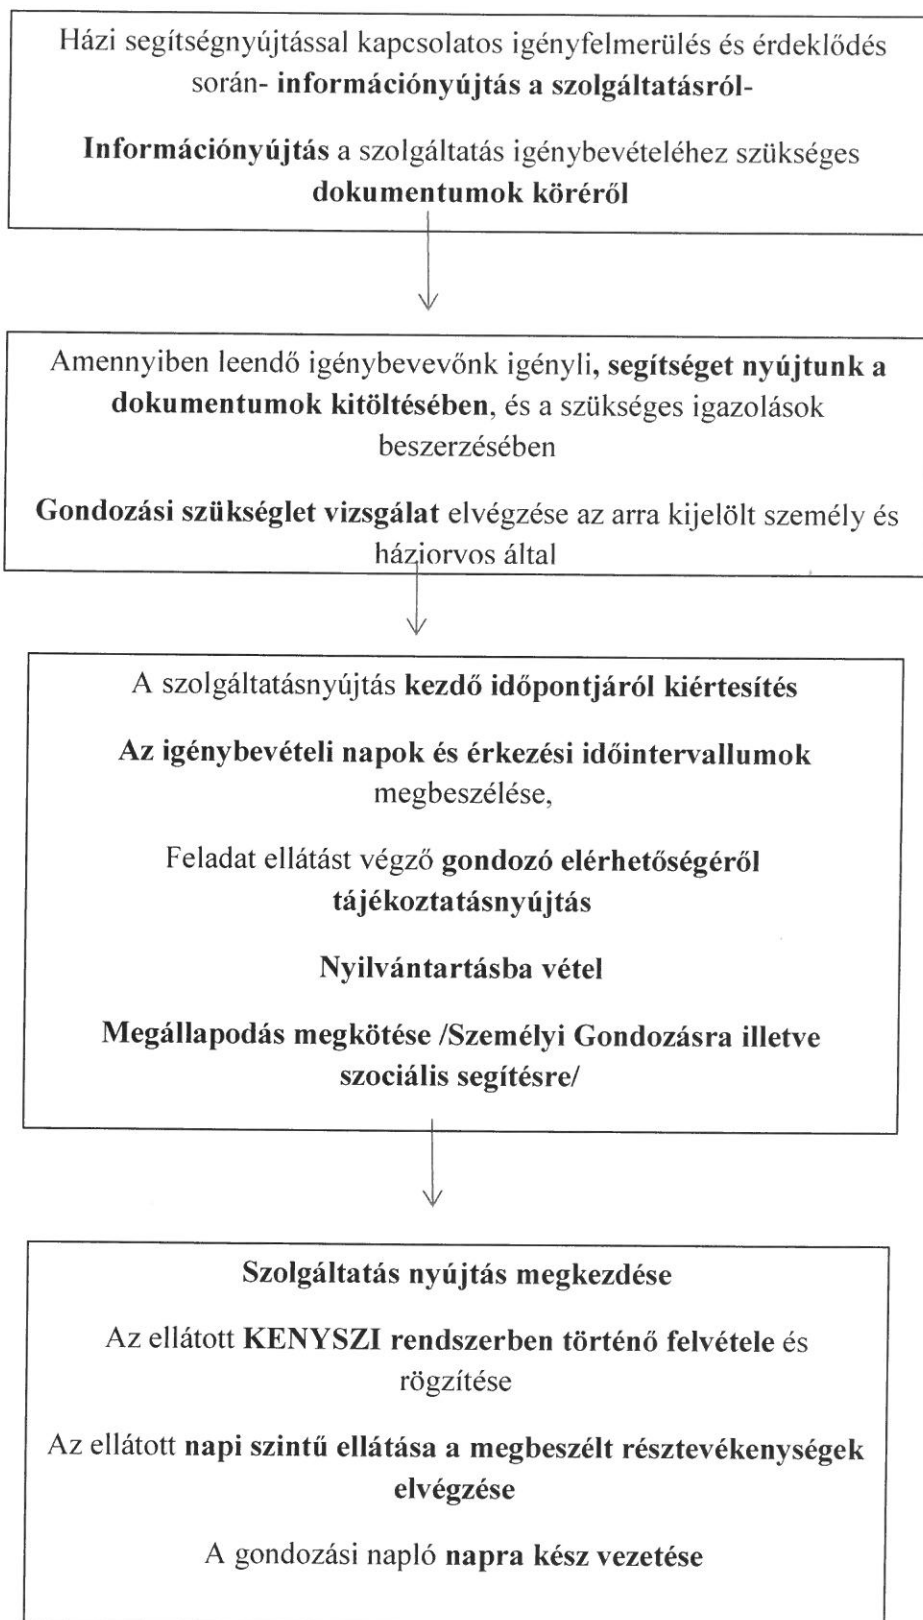 Házi segítségnyújtással kapcsolatos igényfelmerülés és érdeklődés
során- információnyújtás a szolgáltatásról-
Információnyújtás a szolgáltatás igénybevételéhez szükséges
dokumentumok köréről
Amennyiben leendő igénybevevőnk igényli, segítséget nyújtunk a
dokumentumok kitöltésében, és a szükséges igazolások
beszerzésében
Gondozási szükséglet vizsgálat elvégzése az arra kijelölt személy és
háziorvos által
A szolgáltatásnyújtás kezdő időpontjáról kiértesítés
Az igénybevételi napok és érkezési időintervallumok
megbeszélése,
Feladat ellátást végző gondozó elérhetőségéről
tájékoztatásnyújtás
Nyilvántartásba vétel
Megállapodás megkötése /Személyi Gondozásra illetve
szociális segítésre/
Szolgáltatás nyújtás megkezdése
Az ellátott KENYSZI rendszerben történő felvétele és
rögzítése
Az ellátott napi szintű ellátása a megbeszélt résztevékenységek
elvégzése
A gondozási napló napra kész vezetése